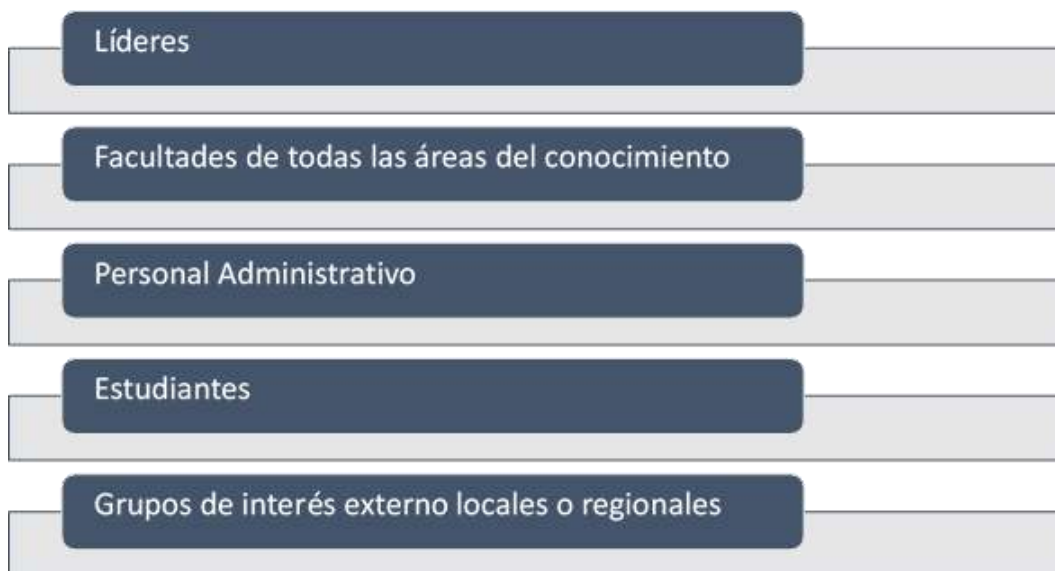 Líderes
Facultades de todas las áreas del conocimiento
Personal Administrativo
Estudiantes
Grupos de interés externo locales o regionales